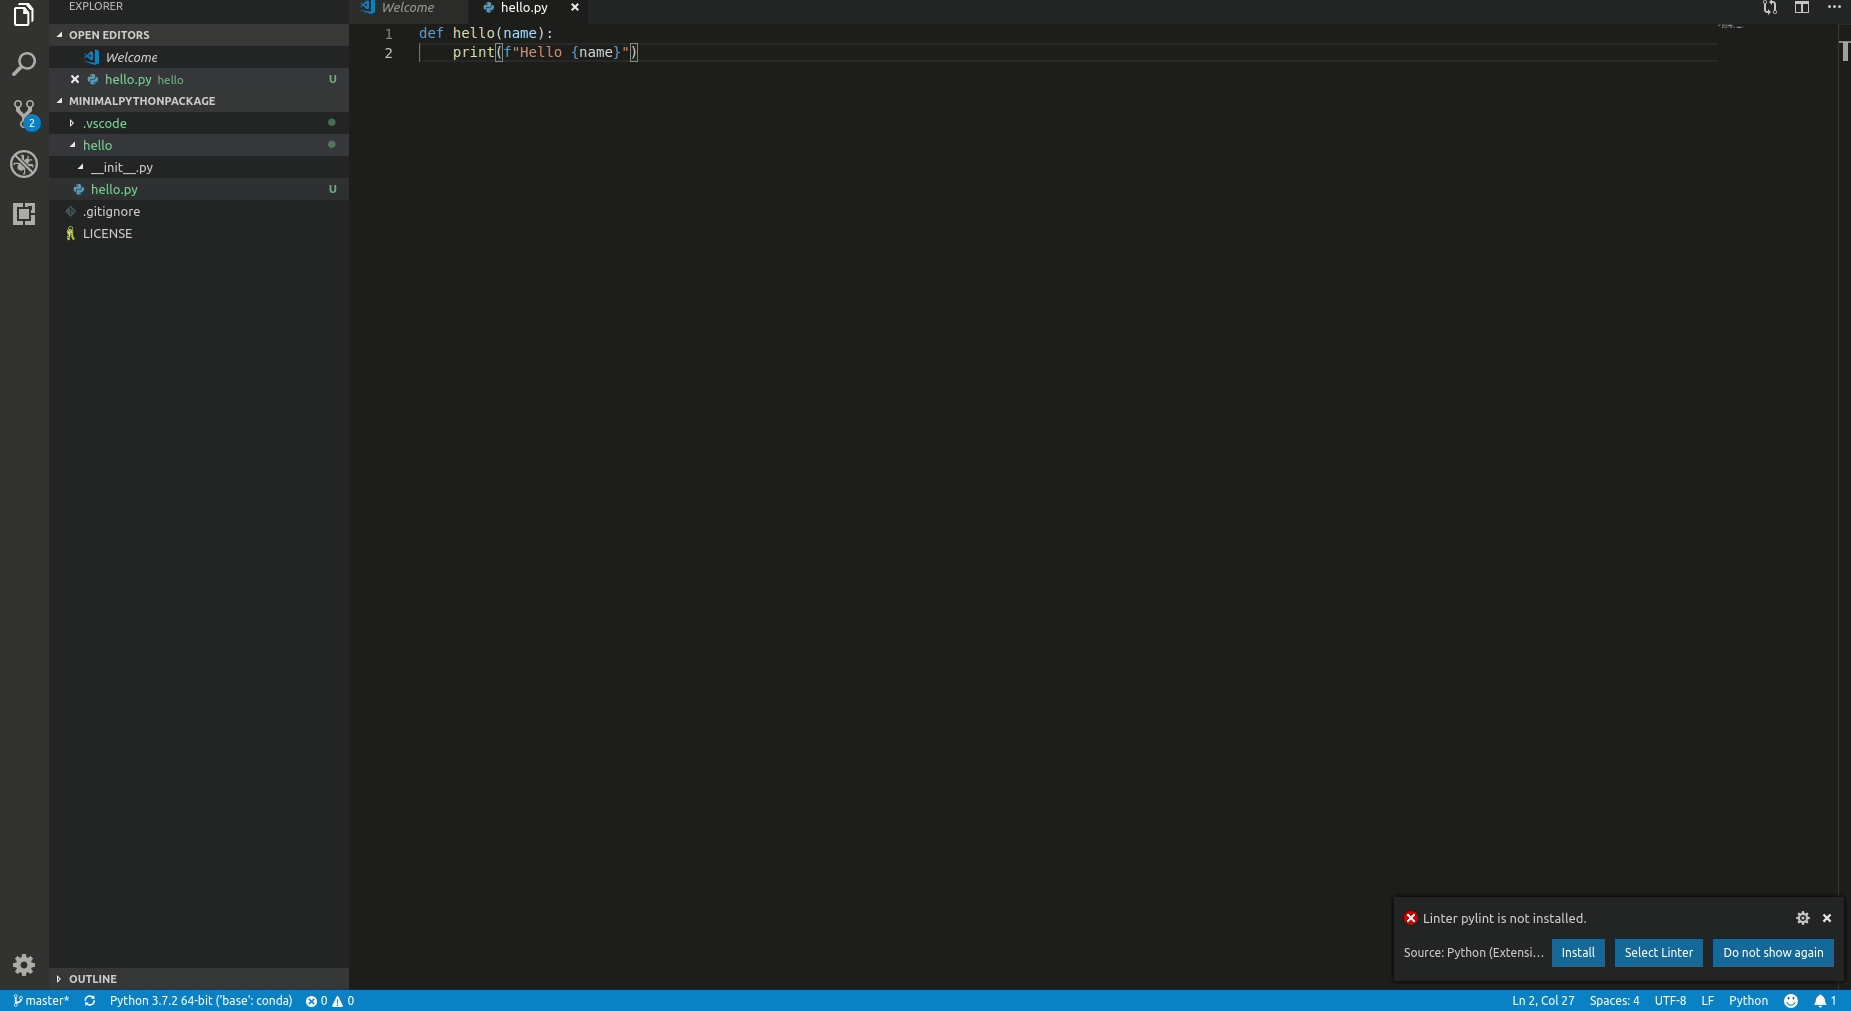 EXPLORER
OPEN EDITORS
Welcome
hello.py hello U
MINIMALPYTHONPACKAGE
.vscode
hello
__init__.py
hello.py U
.gitignore
LICENSE
OUTLINE
2
Welcome hello.py
1 def hello(name):
2 print(f"Hello {name}")
Linter pylint is not installed.
Source: Python (Extensi... Install Select Linter Do not show again
master* Python 3.7.2 64-bit ('base': conda) 0 0 Ln 2, Col 27 Spaces: 4 UTF-8 LF Python 1